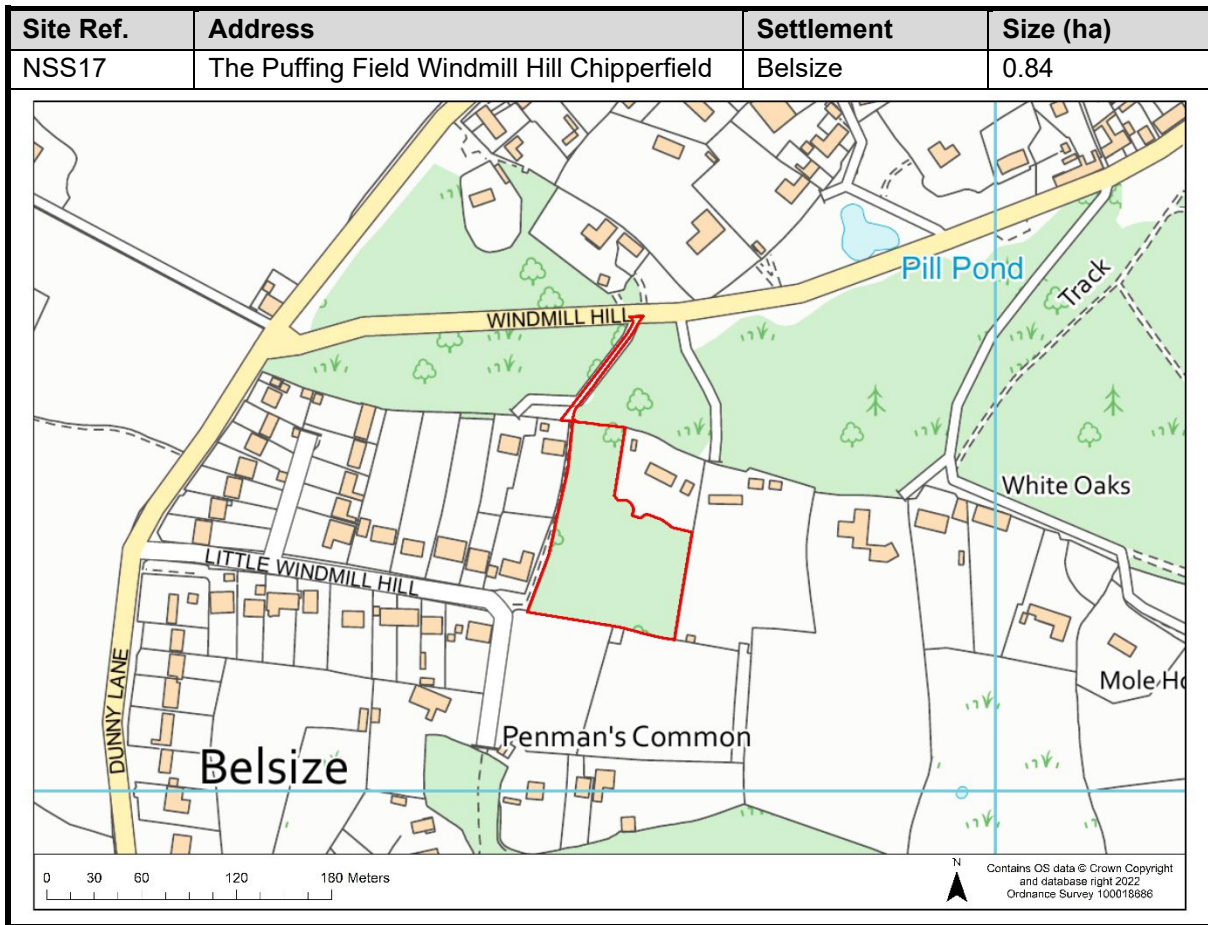 Site Ref. Address Settlement Size (ha)
NSS17 The Puffing Field Windmill Hill Chipperfield Belsize 0.84
Pill Pond
Track
WINDMILL HILL
White Oaks
LITTLE WINDMILL HILL
Mole Ho
DUNNY LANE
Penman's Common
Belsize
0 30 60 120 180 Meters
N
Contains OS data © Crown Copyright
and database right 2022
Ordnance Survey 100018686